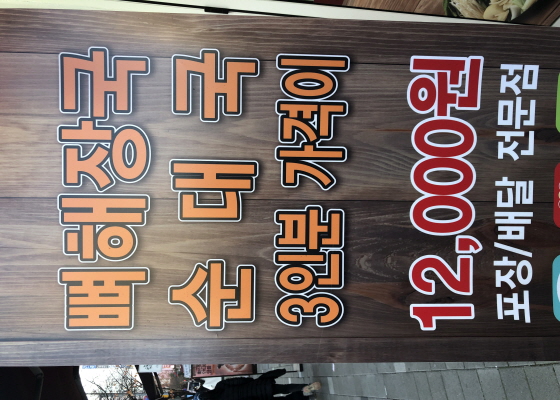 뼈해장국
순대국
3인분 가격이
12,000원
포장/배달 전문점